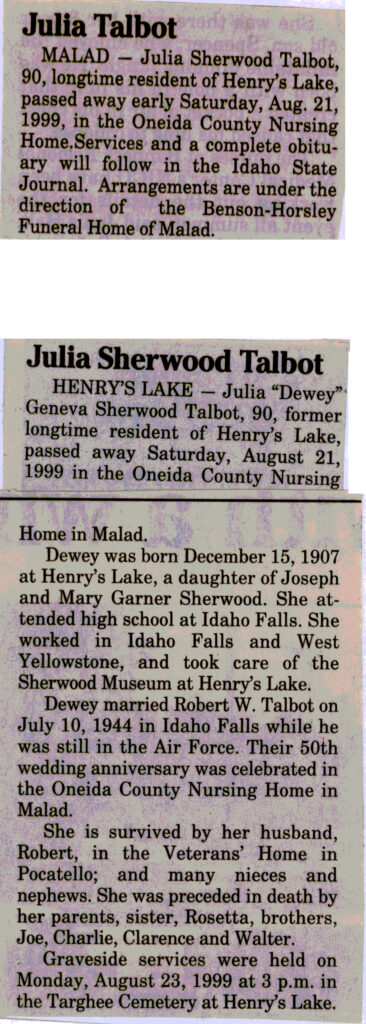 Julia Talbot
MALAD — Julia Sherwood Talbot,
90, longtime resident of Henry's Lake,
passed away early Saturday, Aug. 21,
1999, in the Oneida County Nursing
Home.Services and a complete obitu-
ary will follow in the Idaho State
Journal. Arrangements are under the
direction of the Benson-Horsley
Funeral Home of Malad.
Julia Sherwood Talbot
HENRY'S LAKE — Julia "Dewey"
Geneva Sherwood Talbot, 90, former
longtime resident of Henry's Lake,
passed away Saturday, August 21,
1999 in the Oneida County Nursing
Home in Malad.
Dewey was born December 15, 1907
at Henry's Lake, a daughter of Joseph
and Mary Garner Sherwood. She at-
tended high school at Idaho Falls. She
worked in Idaho Falls and West
Yellowstone, and took care of the
Sherwood Museum at Henry's Lake.
Dewey married Robert W. Talbot on
July 10, 1944 in Idaho Falls while he
was still in the Air Force. Their 50th
wedding anniversary was celebrated in
the Oneida County Nursing Home in
Malad.
She is survived by her husband,
Robert, in the Veterans' Home in
Pocatello; and many nieces and
nephews. She was preceded in death by
her parents, sister, Rosetta, brothers,
Joe, Charlie, Clarence and Walter.
Graveside services were held on
Monday, August 23, 1999 at 3 p.m. in
the Targhee Cemetery at Henry's Lake.